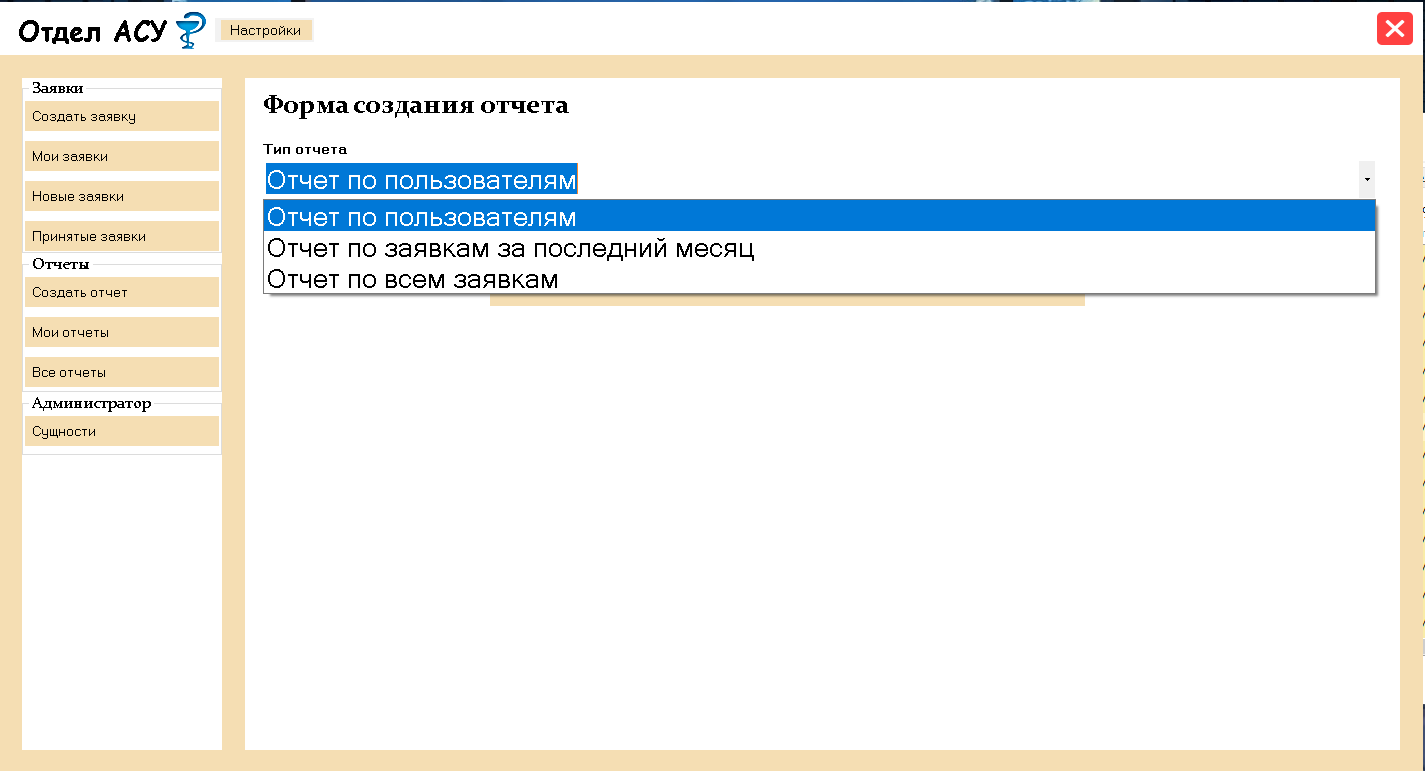 Отдел АСУ
Настройки
Заявки
Создать заявку
Мои заявки
Новые заявки
Принятые заявки
Отчеты
Создать отчет
Мои отчеты
Все отчеты
Администратор
Сущности
Форма создания отчета
Тип отчета
Отчет по пользователям
Отчет по пользователям
Отчет по заявкам за последний месяц
Отчет по всем заявкам